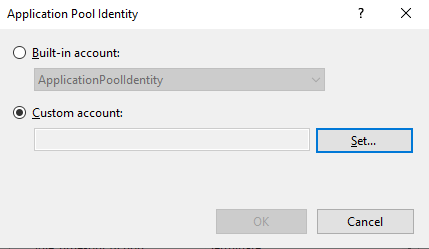 Application Pool Identity
Built-in account:
ApplicationPoolIdentity
Custom account:
Set...
OK
Cancel